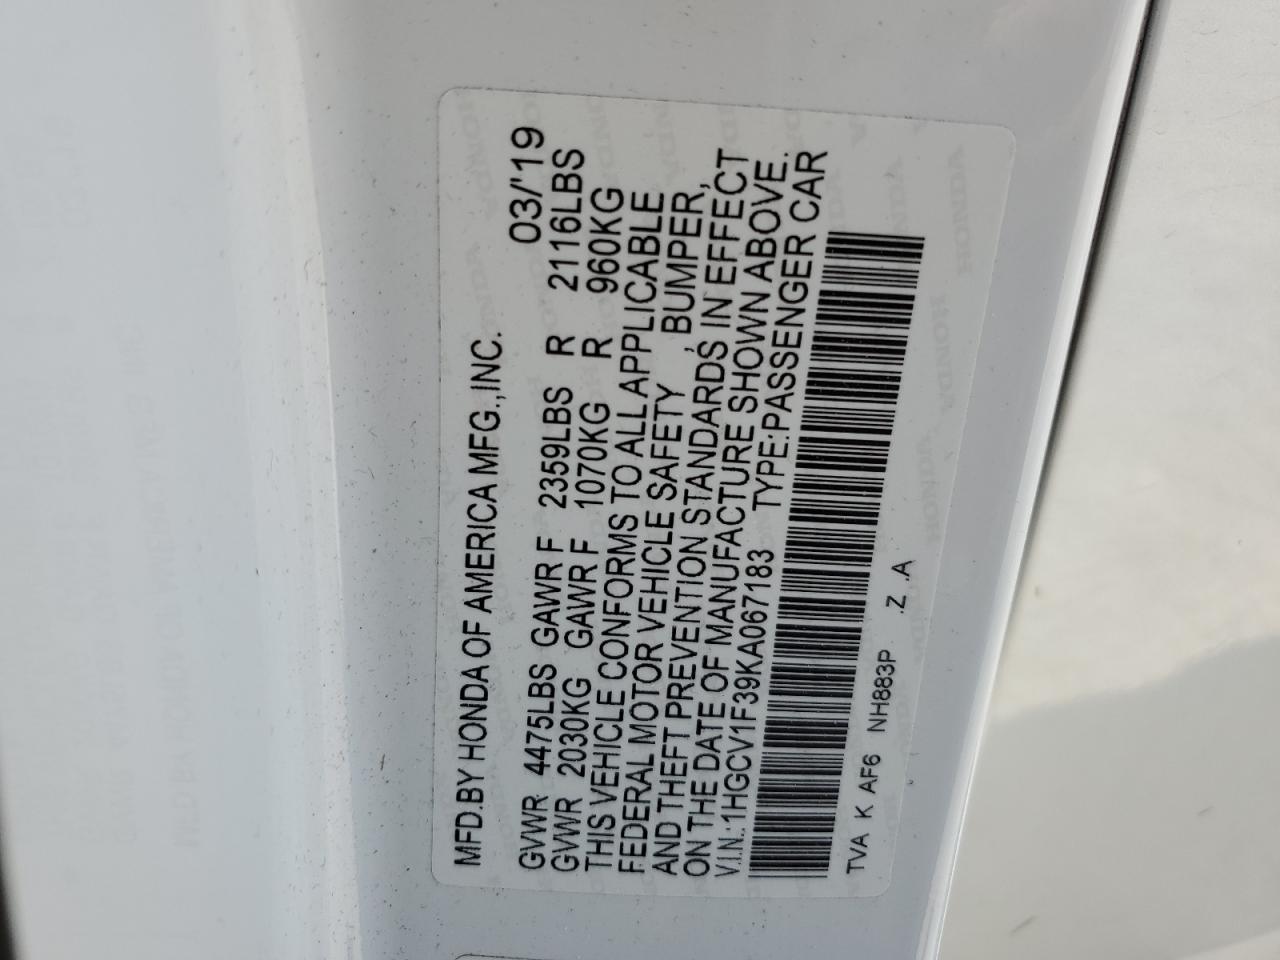 MFD.BY HONDA OF AMERICA MFG.,INC. 03/'19
GVWR 4475LBS GAWR F 2359LBS R 2116LBS
GVWR 2030KG GAWR F 1070KG R 960KG
THIS VEHICLE CONFORMS TO ALL APPLICABLE
FEDERAL MOTOR VEHICLE SAFETY , BUMPER,
AND THEFT PREVENTION STANDARDS IN EFFECT
ON THE DATE OF MANUFACTURE SHOWN ABOVE.
V.I.N.:1HGCV1F39KA067183 TYPE:PASSENGER CAR
TVA K AF6 NH883P .Z .A